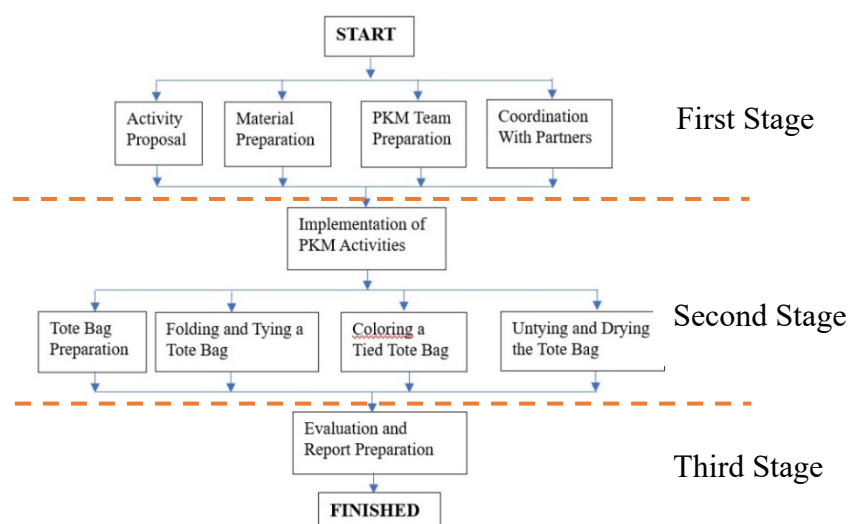 START
Activity
Proposal
Material
Preparation
PKM Team
Preparation
Coordination
With Partners
First Stage
Implementation of
PKM Activities
Tote Bag
Preparation
Folding and Tying a
Tote Bag
Coloring a
Tied Tote Bag
Untying and Drying
the Tote Bag
Second Stage
Evaluation and
Report Preparation
Third Stage
FINISHED